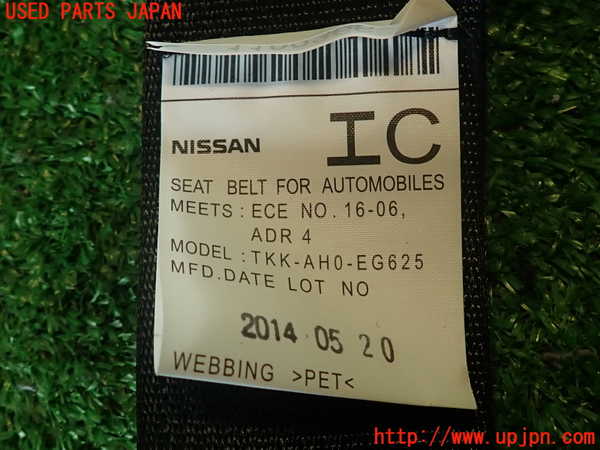 USED PARTS JAPAN
NISSAN IC
SEAT BELT FOR AUTOMOBILES
MEETS : ECE NO. 16-06,
ADR 4
MODEL : TKK-AH0-EG625
MFD. DATE LOT NO
2014 05 20
WEBBING >PET<
http://www.upjpn.com/